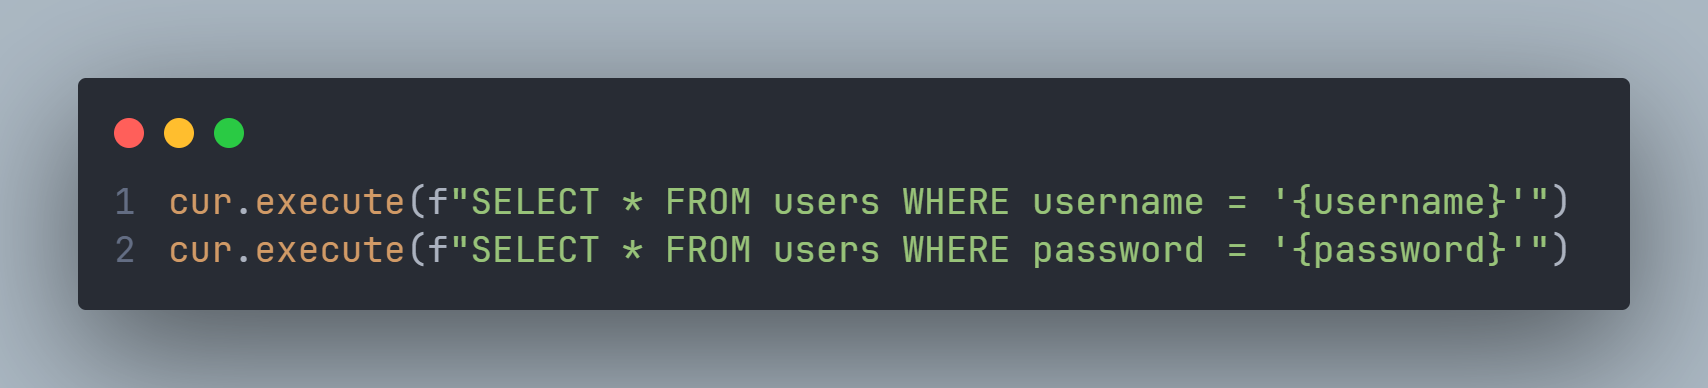 1 cur.execute(f"SELECT * FROM users WHERE username = '{username}'")
2 cur.execute(f"SELECT * FROM users WHERE password = '{password}'")